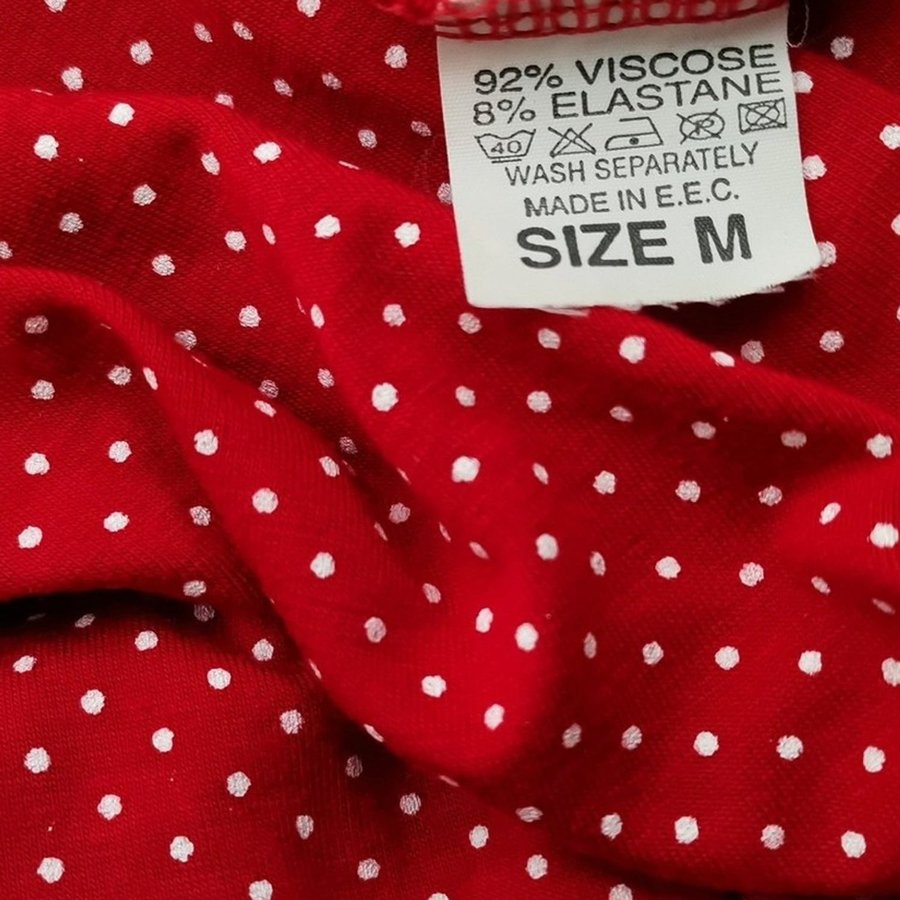 92% VISCOSE
8% ELASTANE
40
WASH SEPARATELY
MADE IN E.E.C.
SIZE M